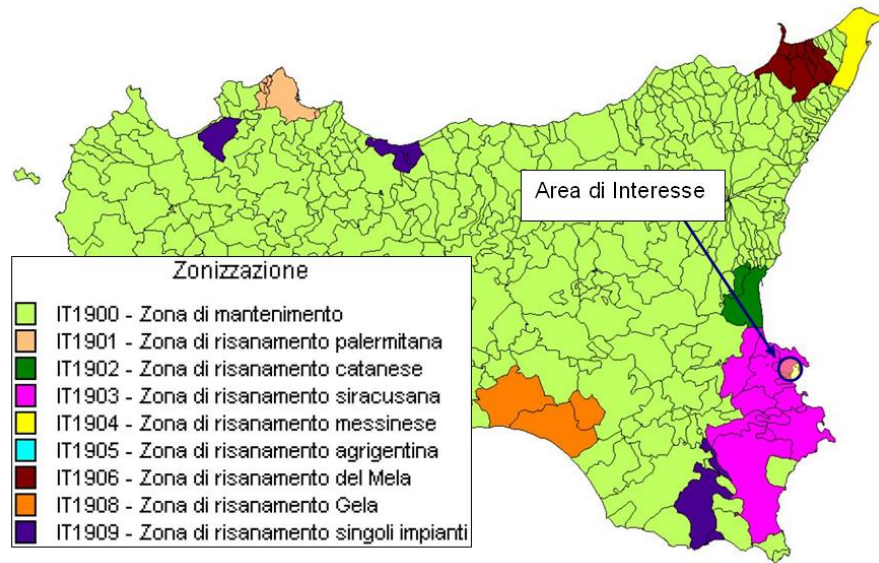 Area di Interesse
Zonizzazione
IT1900 - Zona di mantenimento
IT1901 - Zona di risanamento palermitana
IT1902 - Zona di risanamento catanese
IT1903 - Zona di risanamento siracusana
IT1904 - Zona di risanamento messinese
IT1905 - Zona di risanamento agrigentina
IT1906 - Zona di risanamento del Mela
IT1908 - Zona di risanamento Gela
IT1909 - Zona di risanamento singoli impianti